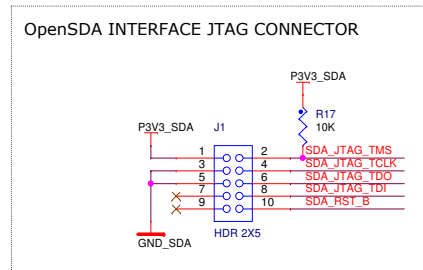 OpenSDA INTERFACE JTAG CONNECTOR
P3V3_SDA
R17
10K
P3V3_SDA
J1
1
2
SDA_JTAG_TMS
3
4
SDA_JTAG_TCLK
5
6
SDA_JTAG_TDO
7
8
SDA_JTAG_TDI
9
10
SDA_RST_B
HDR 2X5
GND_SDA